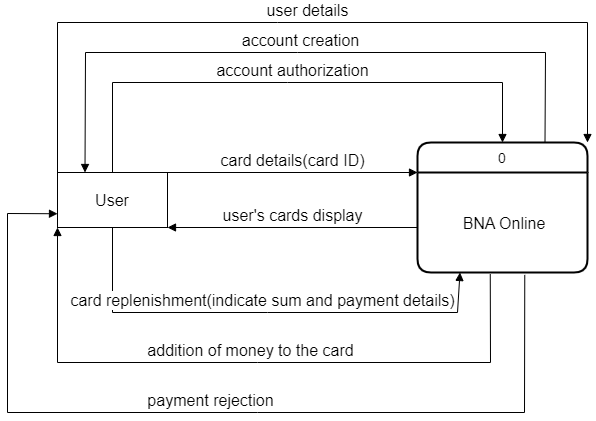 user details
account creation
account authorization
card details(card ID)
0
User
user's cards display
BNA Online
card replenishment(indicate sum and payment details)
addition of money to the card
payment rejection